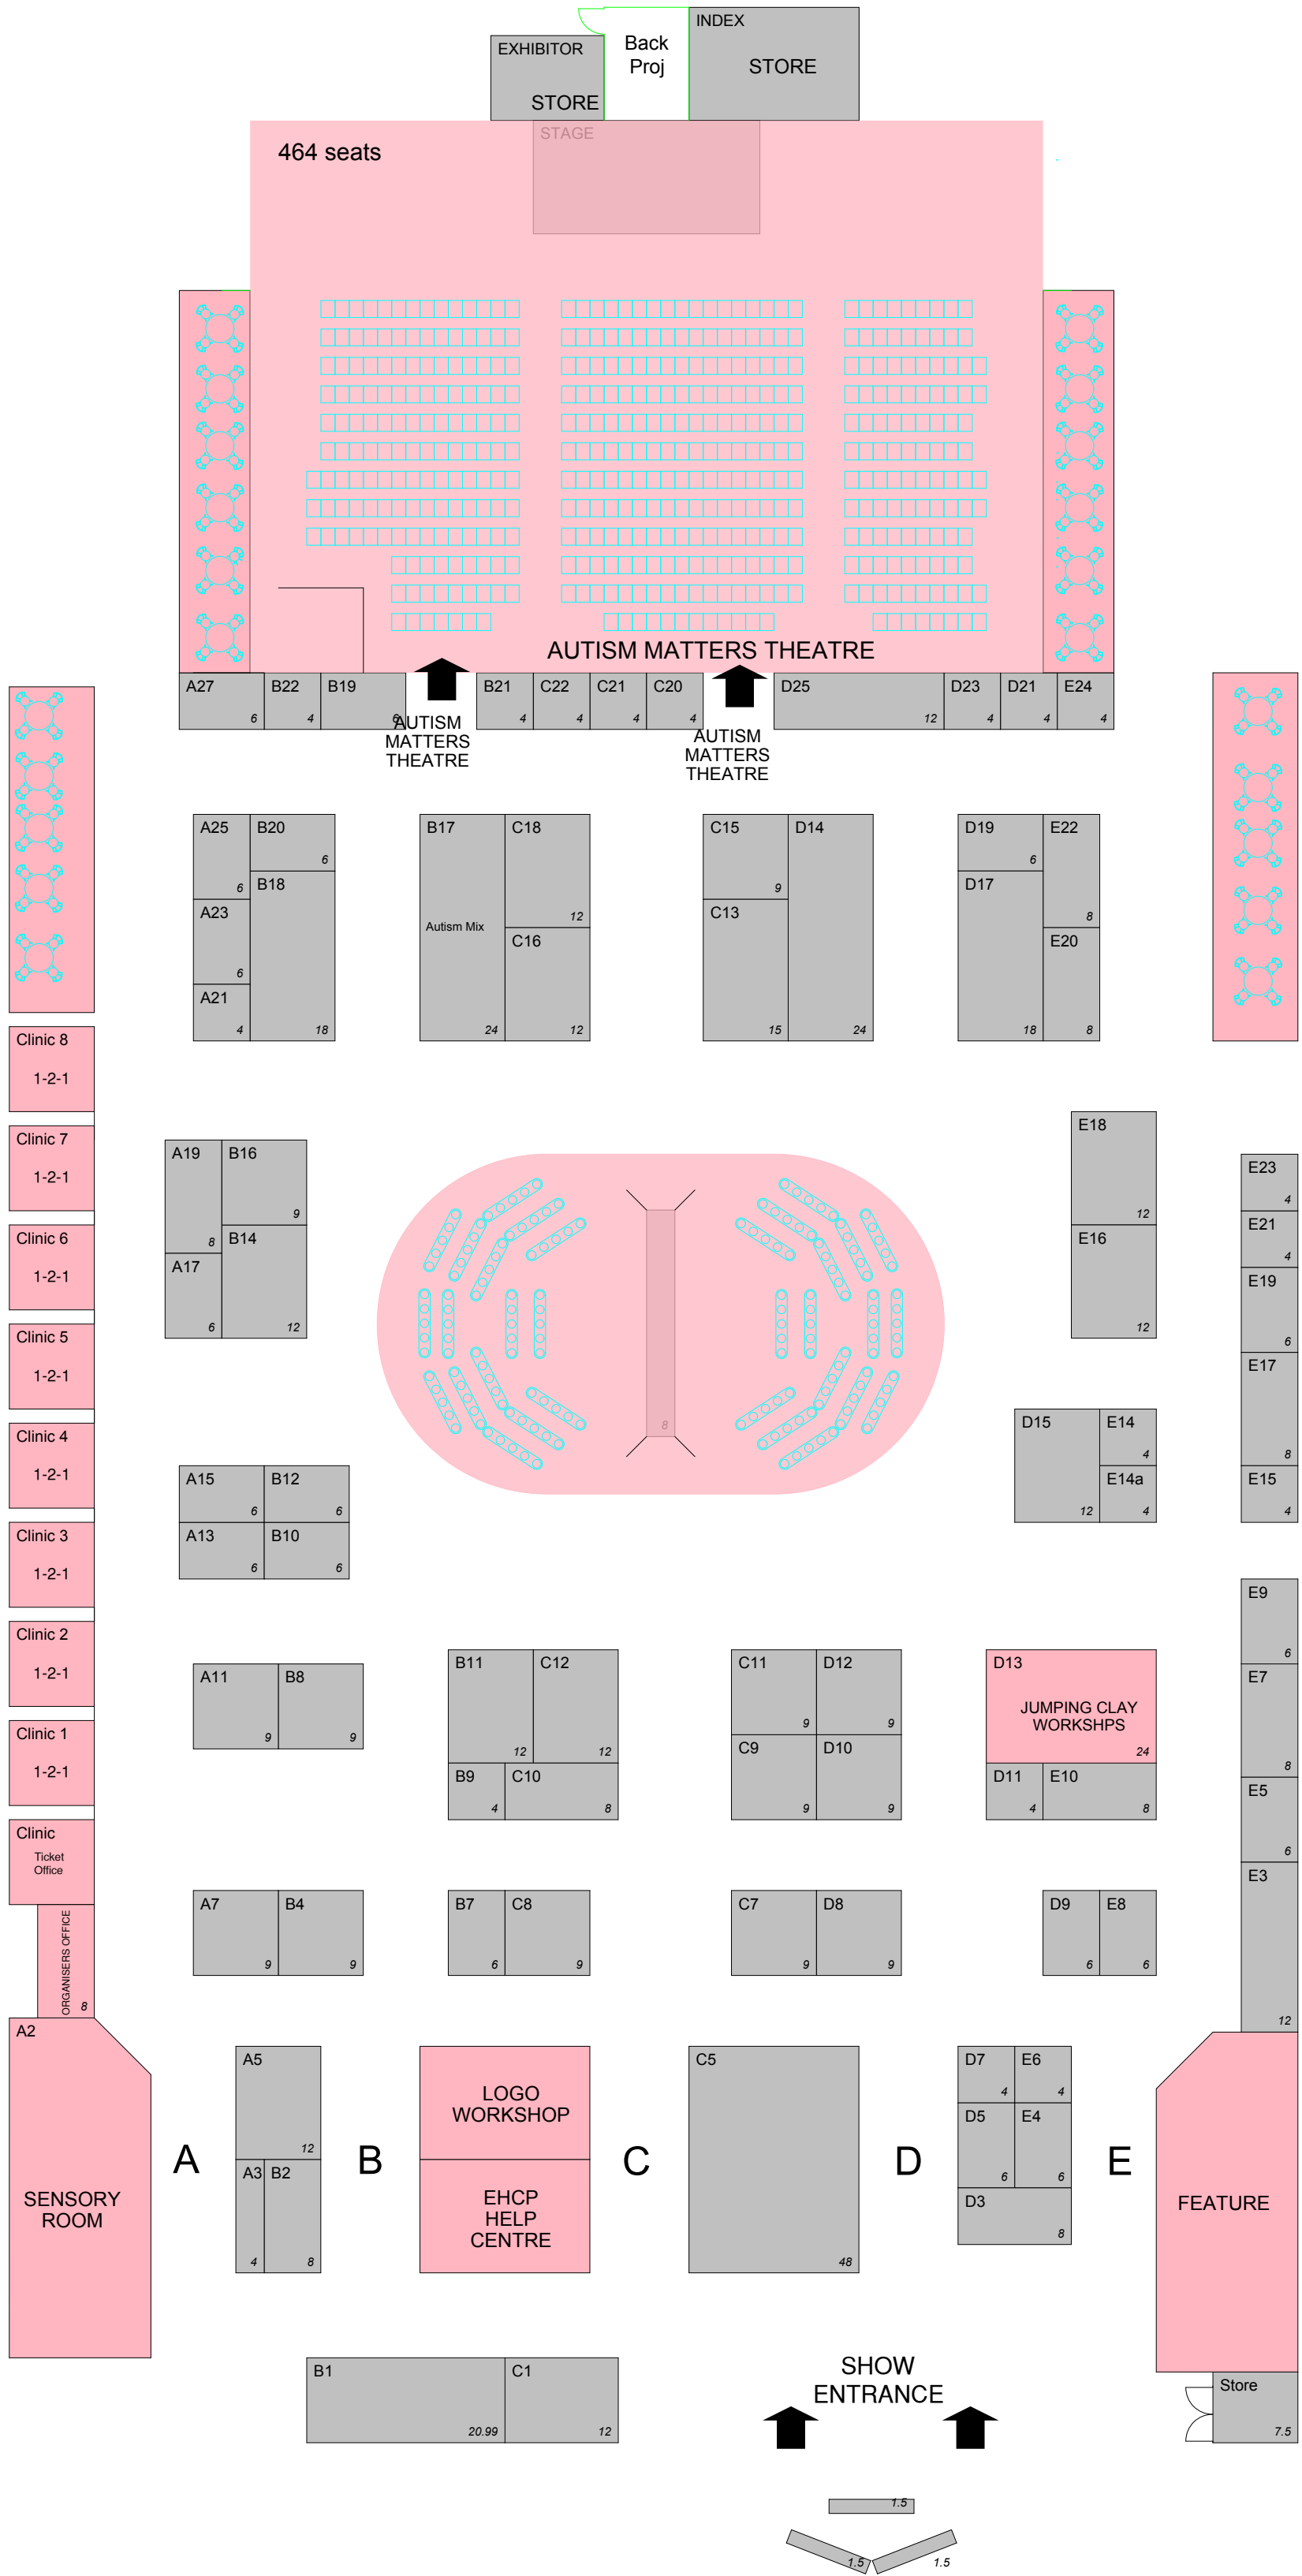 INDEX
EXHIBITOR
Back
Proj
STORE
STORE
STAGE
464 seats
AUTISM MATTERS THEATRE
A27
6
B22
4
B19
6
B21
4
C22
4
C21
4
C20
4
D25
12
D23
4
D21
4
E24
4
AUTISM
MATTERS
THEATRE
AUTISM
MATTERS
THEATRE
A25
6
B20
6
A23
6
B18
18
A21
4
B17
Autism Mix
24
C18
12
C16
12
C15
9
D14
24
C13
15
D19
6
E22
8
D17
18
E20
8
Clinic 8
1-2-1
Clinic 7
1-2-1
Clinic 6
1-2-1
Clinic 5
1-2-1
Clinic 4
1-2-1
Clinic 3
1-2-1
Clinic 2
1-2-1
Clinic 1
1-2-1
Clinic
Ticket
Office
ORGANISERS OFFICE
8
A19
8
B16
9
A17
6
B14
12
8
E18
12
E16
12
E23
4
E21
4
E19
6
E17
8
E15
4
D15
12
E14
4
E14a
4
A15
6
B12
6
A13
6
B10
6
A11
9
B8
9
B11
12
C12
12
B9
4
C10
8
C11
9
D12
9
C9
9
D10
9
D13
JUMPING CLAY
WORKSHPS
24
D11
4
E10
8
E9
6
E7
8
E5
6
E3
12
A7
9
B4
9
B7
6
C8
9
C7
9
D8
9
D9
6
E8
6
A2
SENSORY
ROOM
A
A5
12
A3
4
B2
8
B
LOGO
WORKSHOP
EHCP
HELP
CENTRE
C
C5
48
D
D7
4
E6
4
D5
6
E4
6
D3
8
E
FEATURE
B1
20.99
C1
12
SHOW
ENTRANCE
Store
7.5
1.5
1.5
1.5